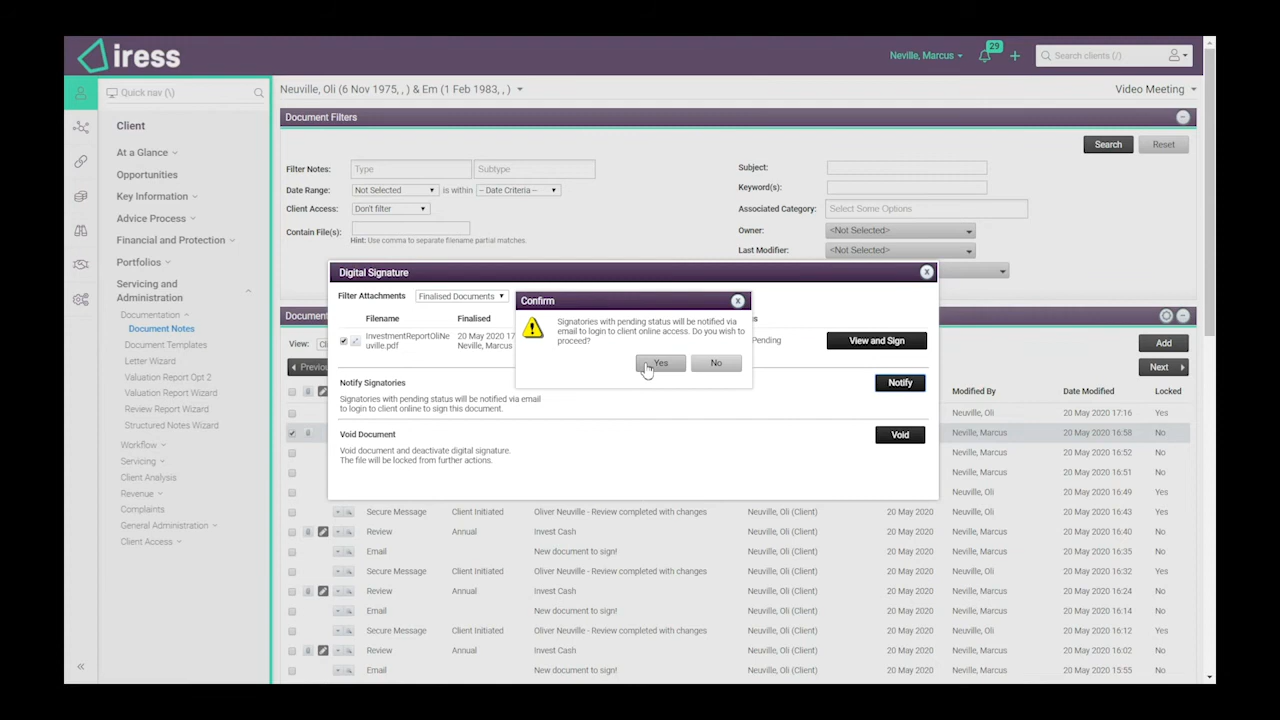 iress
Neville, Marcus
29
Search clients (/)
Quick nav (\)
Neuville, Oli (6 Nov 1975, , ) & Em (1 Feb 1983, , )
Video Meeting
Client
At a Glance
Opportunities
Key Information
Advice Process
Financial and Protection
Portfolios
Servicing and
Administration
Documentation
Document Notes
Document Templates
Letter Wizard
Valuation Report Opt 2
Valuation Report Wizard
Review Report Wizard
Structured Notes Wizard
Workflow
Servicing
Client Analysis
Revenue
Complaints
General Administration
Client Access
Document Filters
Search
Reset
Filter Notes:
Type
Subtype
Subject:
Date Range:
Not Selected
is within
-- Date Criteria --
Keyword(s):
Client Access:
Don't filter
Associated Category:
Select Some Options
Contain File(s):
Owner:
<Not Selected>
Hint: Use comma to separate filename partial matches.
Last Modifier:
<Not Selected>
Digital Signature
Filter Attachments
Finalised Documents
Filename
Finalised
InvestmentReportOliNe
uville.pdf
20 May 2020 17
Neville, Marcus
Pending
View and Sign
Notify Signatories
Notify
Signatories with pending status will be notified via email
to login to client online to sign this document.
Void Document
Void
Void document and deactivate digital signature.
The file will be locked from further actions.
Confirm
Signatories with pending status will be notified via
email to login to client online access. Do you wish to
proceed?
Yes
No
Document
View:
Add
Previou
Next
Modified By
Date Modified
Locked
Neuville, Oli
20 May 2020 17:16
Yes
Neville, Marcus
20 May 2020 16:58
No
Neville, Marcus
20 May 2020 16:52
No
Neville, Marcus
20 May 2020 16:51
No
Neuville, Oli
20 May 2020 16:49
Yes
Secure Message Client Initiated Oliver Neuville - Review completed with changes Neuville, Oli (Client) 20 May 2020 Neuville, Oli 20 May 2020 16:43 Yes
Review Annual Invest Cash Neuville, Oli (Client) 20 May 2020 Neville, Marcus 20 May 2020 16:40 No
Email New document to sign! Neuville, Oli (Client) 20 May 2020 Neville, Marcus 20 May 2020 16:35 No
Secure Message Client Initiated Oliver Neuville - Review completed with changes Neuville, Oli (Client) 20 May 2020 Neuville, Oli 20 May 2020 16:32 Yes
Review Annual Invest Cash Neuville, Oli (Client) 20 May 2020 Neville, Marcus 20 May 2020 16:24 No
Email New document to sign! Neuville, Oli (Client) 20 May 2020 Neville, Marcus 20 May 2020 16:14 No
Secure Message Client Initiated Oliver Neuville - Review completed with changes Neuville, Oli (Client) 20 May 2020 Neuville, Oli 20 May 2020 16:12 Yes
Review Annual Invest Cash Neuville, Oli (Client) 20 May 2020 Neville, Marcus 20 May 2020 16:02 No
Email New document to sign! Neuville, Oli (Client) 20 May 2020 Neville, Marcus 20 May 2020 15:55 No